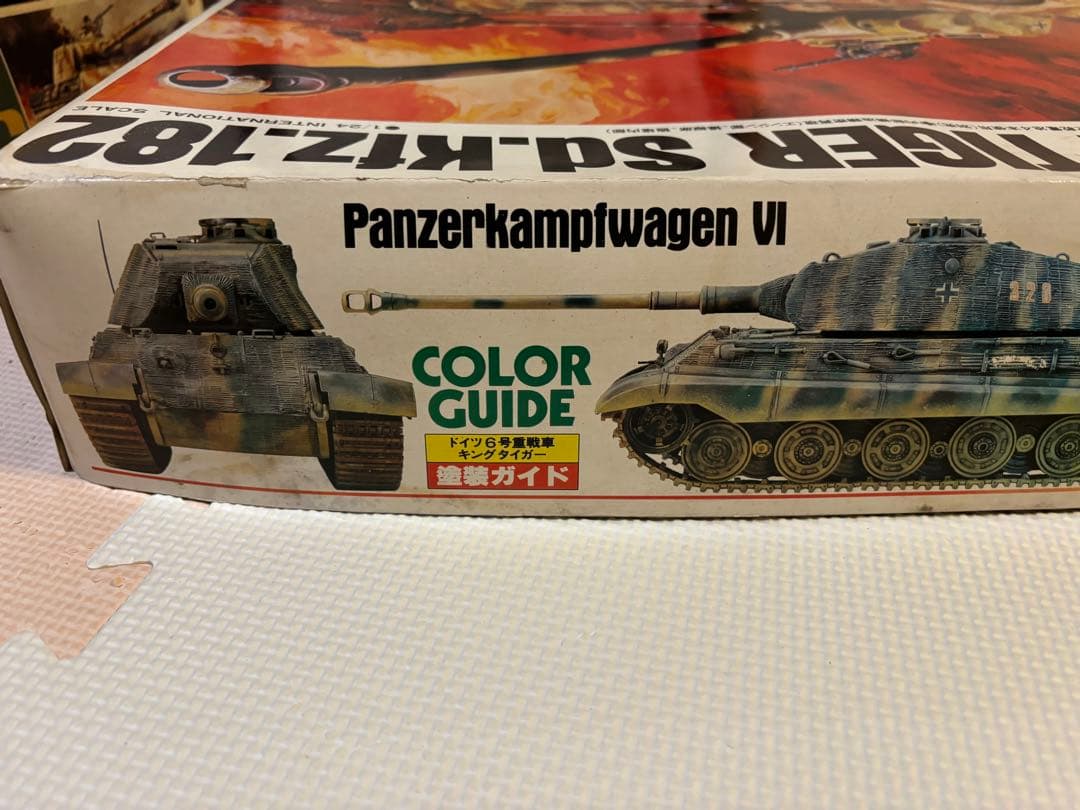 ●1/24 INTERNATIONAL SCALE
TIGER Sd.Kfz.182
Panzerkampfwagen VI
COLOR
GUIDE
ドイツ6号重戦車
キングタイガー
塗装ガイド